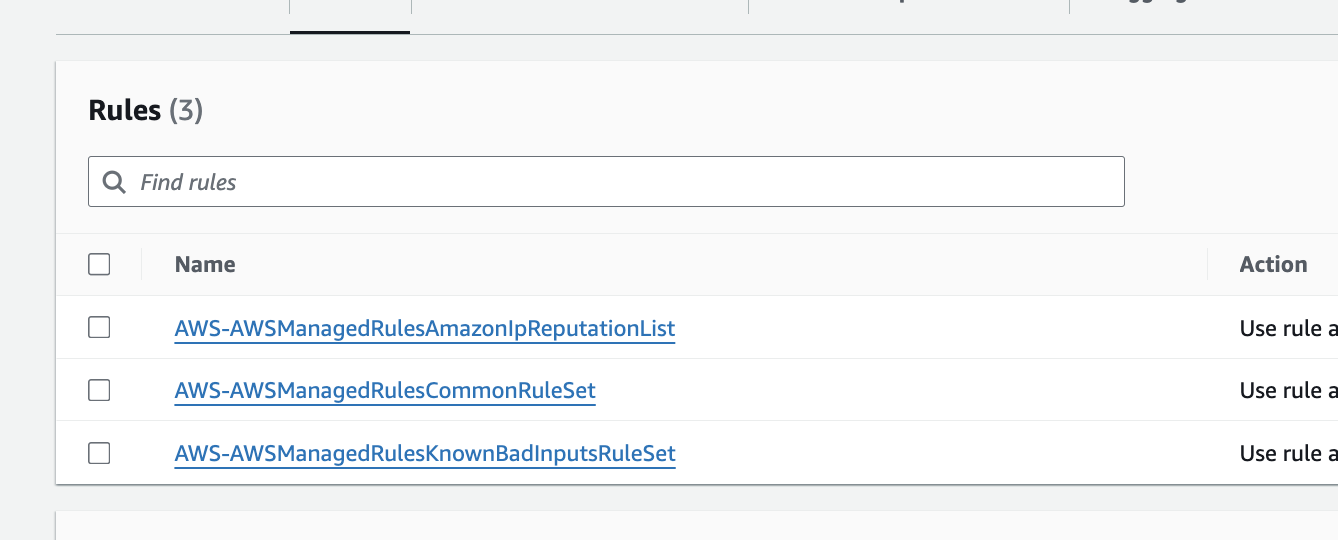 Rules (3)
Find rules
Name Action
AWS-AWSManagedRulesAmazonIpReputationList Use rule a
AWS-AWSManagedRulesCommonRuleSet Use rule a
AWS-AWSManagedRulesKnownBadInputsRuleSet Use rule a